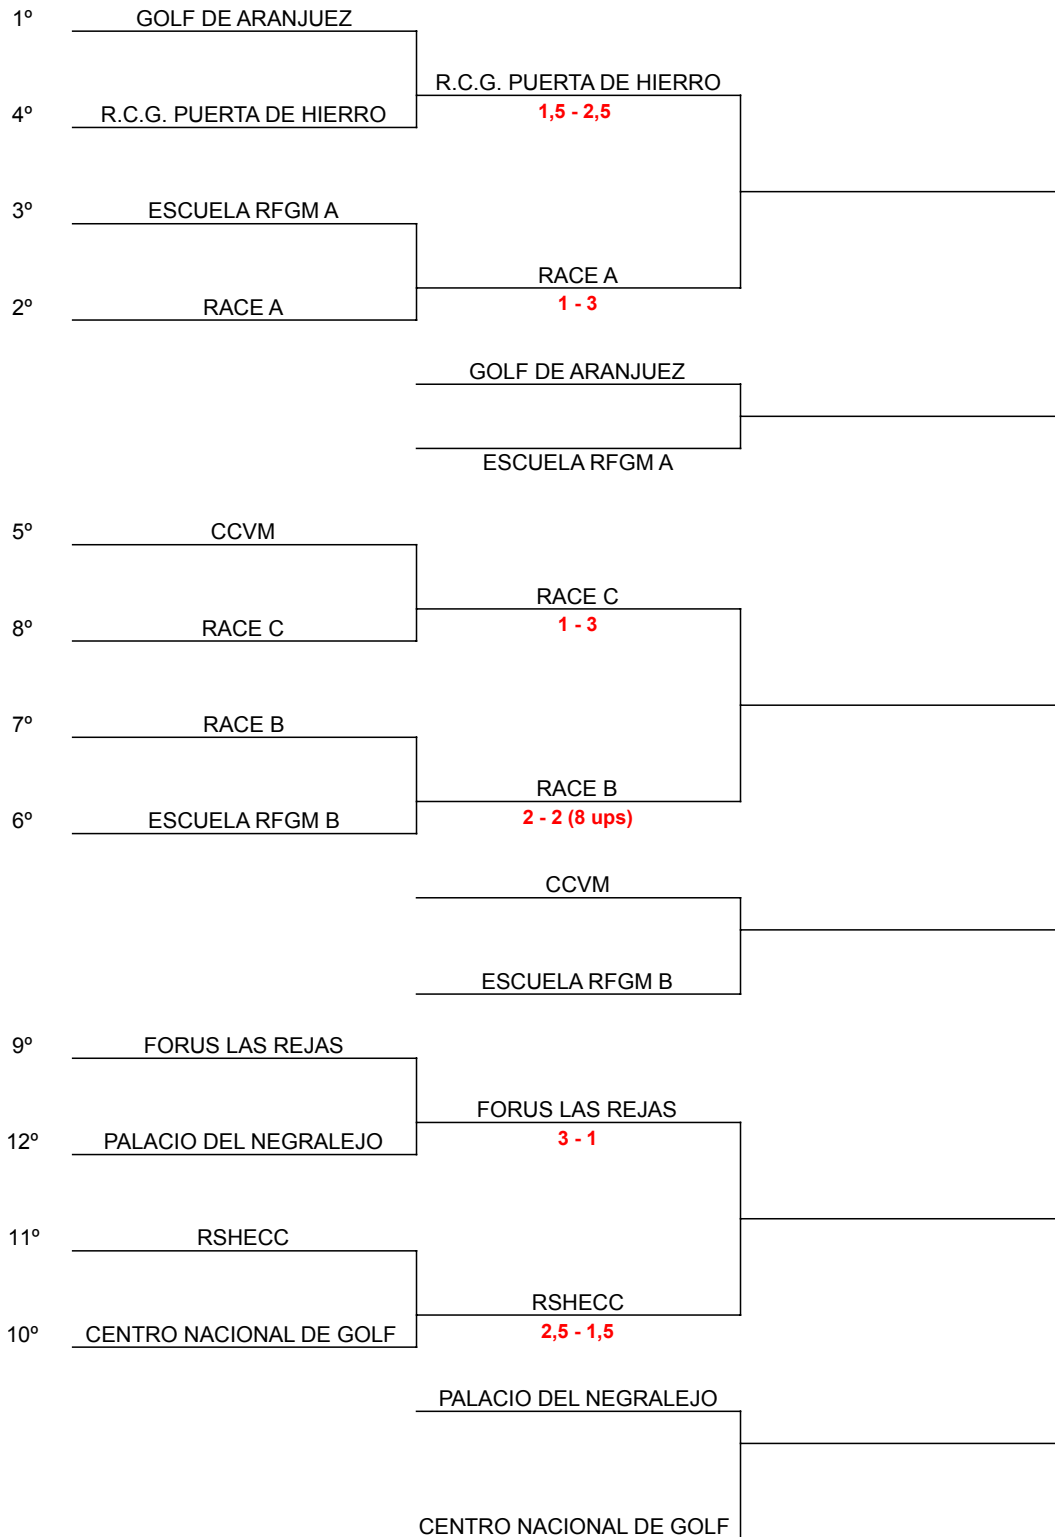 1º GOLF DE ARANJUEZ
R.C.G. PUERTA DE HIERRO
4º R.C.G. PUERTA DE HIERRO 1,5 - 2,5
3º ESCUELA RFGM A
RACE A
2º RACE A 1 - 3
GOLF DE ARANJUEZ
ESCUELA RFGM A
5º CCVM
RACE C
8º RACE C 1 - 3
7º RACE B
RACE B
6º ESCUELA RFGM B 2 - 2 (8 ups)
CCVM
ESCUELA RFGM B
9º FORUS LAS REJAS
FORUS LAS REJAS
12º PALACIO DEL NEGRALEJO 3 - 1
11º RSHECC
RSHECC
10º CENTRO NACIONAL DE GOLF 2,5 - 1,5
PALACIO DEL NEGRALEJO
CENTRO NACIONAL DE GOLF